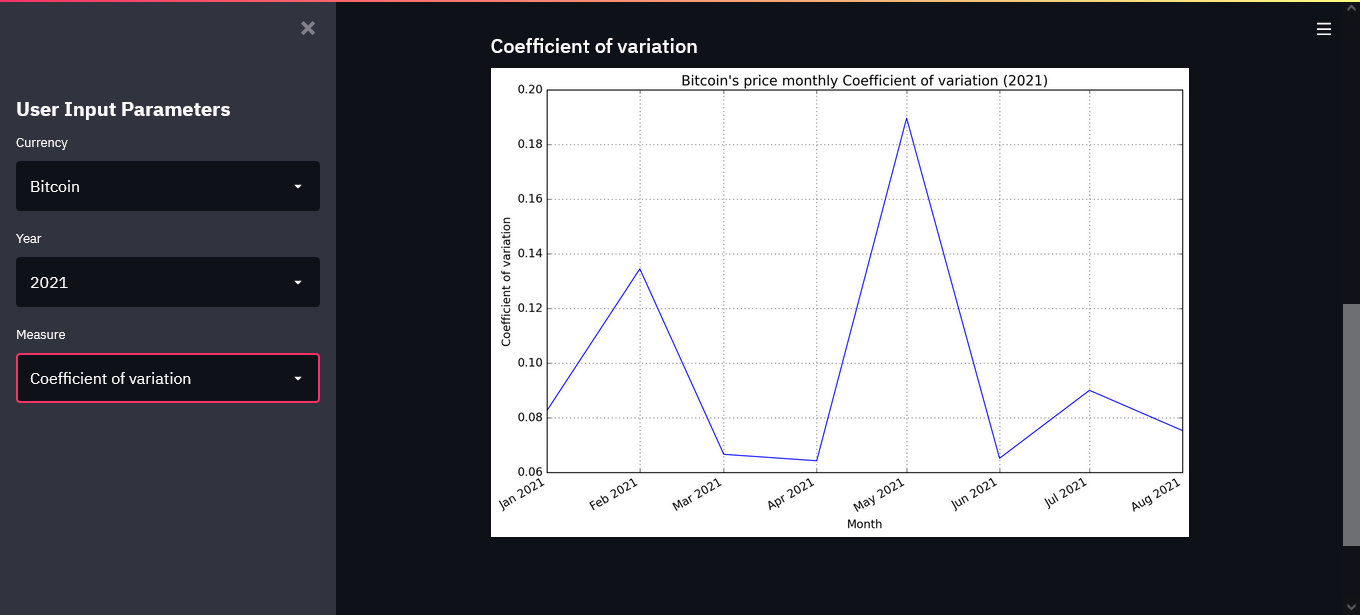 User Input Parameters
Currency
Bitcoin
Year
2021
Measure
Coefficient of variation
Coefficient of variation
Bitcoin's price monthly Coefficient of variation (2021)
0.20
0.18
0.16
0.14
0.12
0.10
0.08
0.06
Coefficient of variation
Jan 2021
Feb 2021
Mar 2021
Apr 2021
May 2021
Jun 2021
Jul 2021
Aug 2021
Month